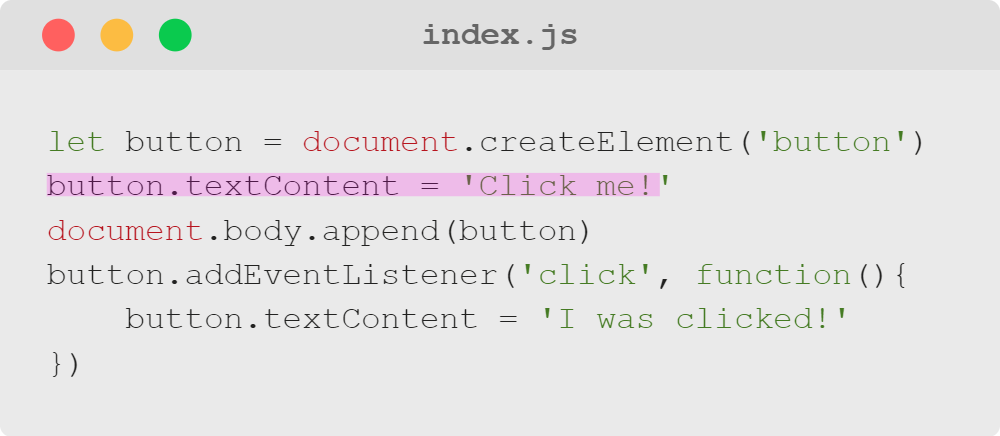 index.js
let button = document.createElement('button')
button.textContent = 'Click me!'
document.body.append(button)
button.addEventListener('click', function(){
    button.textContent = 'I was clicked!'
})